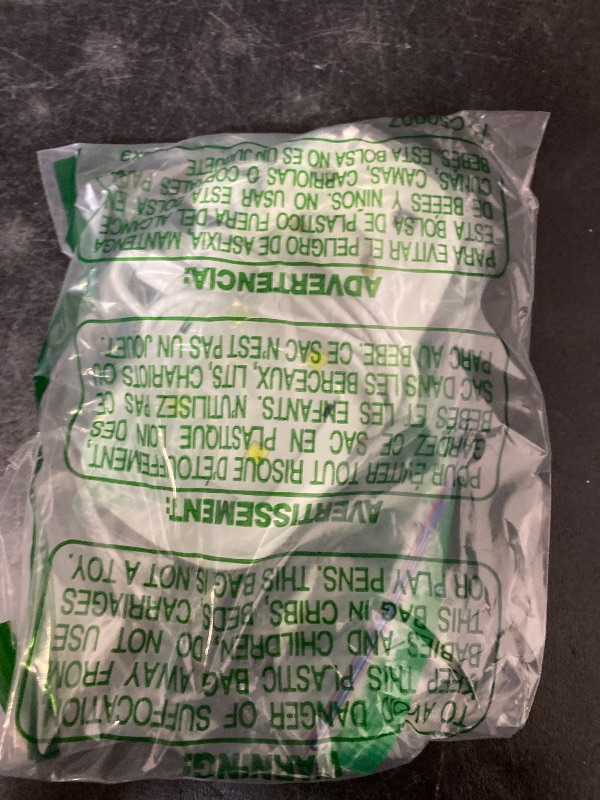 WARNING:
TO AVOID DANGER OF SUFFOCATION
KEEP THIS PLASTIC BAG AWAY FROM
BABIES AND CHILDREN, DO NOT USE
THIS BAG IN CRIBS, BEDS CARRIAGES
OR PLAY PENS. THIS BAG IS NOT A TOY.
AVERTISSEMENT:
POUR ÉVITER TOUT RISQUE D'ÉTOUFFEMENT,
GARDEZ CE SAC EN PLASTIQUE LOIN DES
BÉBÉS ET LES ENFANTS. N'UTILISEZ PAS CE
SAC DANS LES BERCEAUX, LITS, CHARIOTS OU
PARC AU BEBE. CE SAC N'EST PAS UN JOUET.
ADVERTENCIA:
PARA EVITAR EL PELIGRO DE ASFIXIA, MANTENGA
ESTA BOLSA DE PLASTICO FUERA DEL ALCANCE
DE BEEES Y NINOS. NO USAR ESTA BOLSA EN
CUNAS, CAMAS, CARRIOLAS O CORRALES PARA
BEBES. ESTA BOLSA NO ES UN JUGUETE